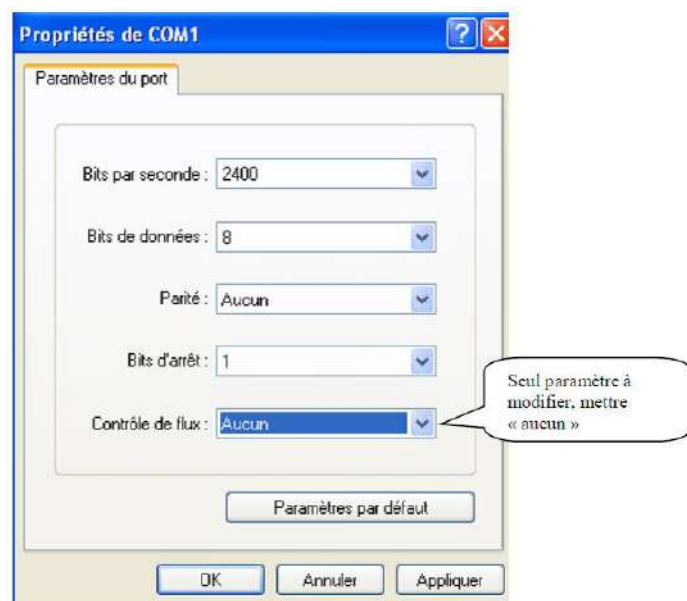 Propriétés de COM1
Paramètres du port
Bits par seconde : 2400
Bits de données : 8
Parité : Aucun
Bits d'arrêt : 1
Contrôle de flux : Aucun
Seul paramètre à
modifier, mettre
« aucun »
Paramètres par défaut
OK Annuler Appliquer